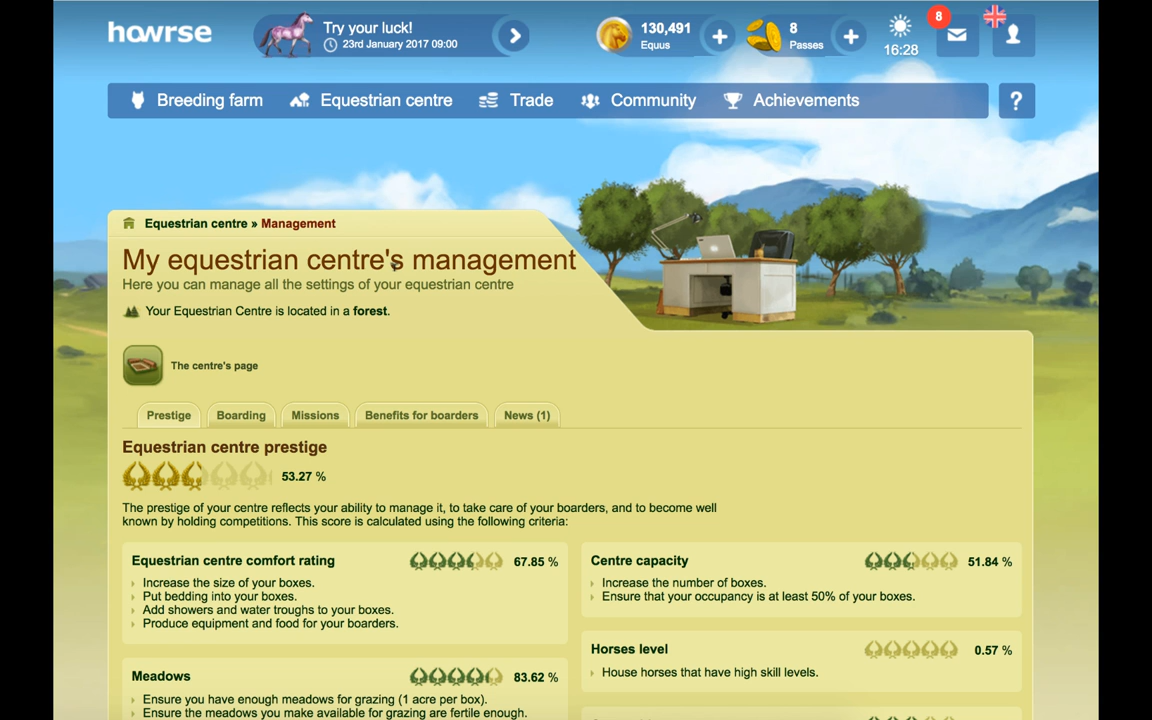 howrse
Try your luck!
23rd January 2017 09:00
130,491
Equus
8
Passes
16:28
8
Breeding farm
Equestrian centre
Trade
Community
Achievements
?
Equestrian centre » Management
My equestrian centre's management
Here you can manage all the settings of your equestrian centre
Your Equestrian Centre is located in a forest.
The centre's page
Prestige
Boarding
Missions
Benefits for boarders
News (1)
Equestrian centre prestige
53.27 %
The prestige of your centre reflects your ability to manage it, to take care of your boarders, and to become well
known by holding competitions. This score is calculated using the following criteria:
Equestrian centre comfort rating 67.85 %
Increase the size of your boxes.
Put bedding into your boxes.
Add showers and water troughs to your boxes.
Produce equipment and food for your boarders.
Centre capacity 51.84 %
Increase the number of boxes.
Ensure that your occupancy is at least 50% of your boxes.
Horses level 0.57 %
House horses that have high skill levels.
Meadows 83.62 %
Ensure you have enough meadows for grazing (1 acre per box).
Ensure the meadows you make available for grazing are fertile enough.